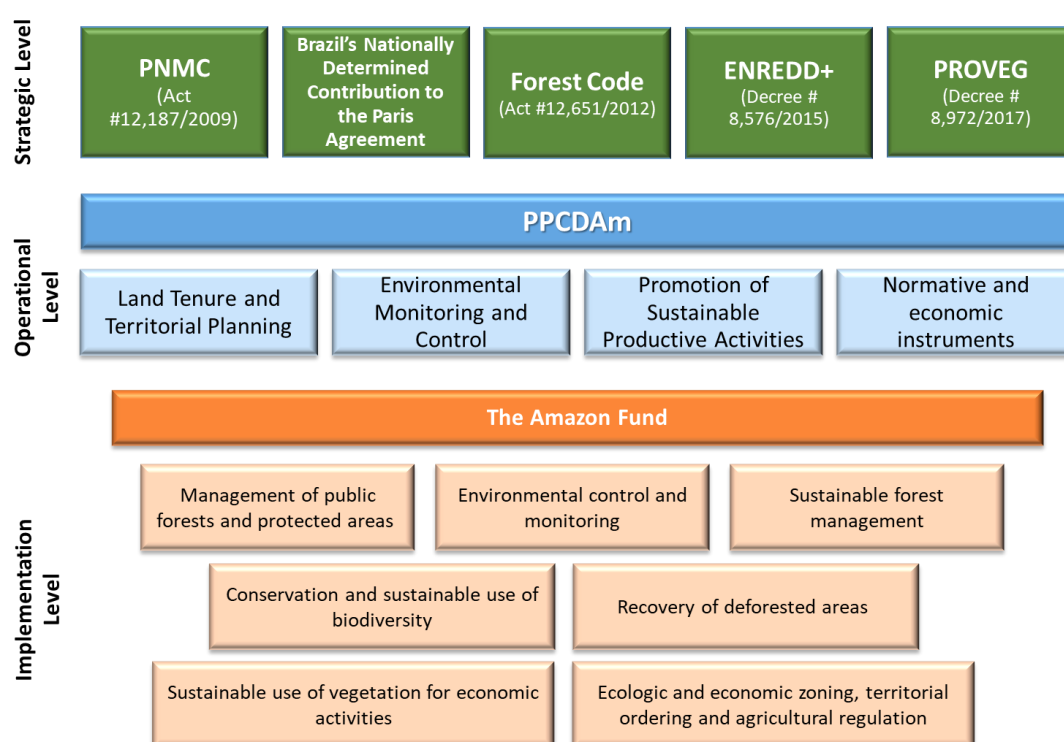 Strategic Level
PNMC
(Act
#12,187/2009)
Brazil's Nationally
Determined
Contribution to
the Paris
Agreement
Forest Code
(Act #12,651/2012)
ENREDD+
(Decree #
8,576/2015)
PROVEG
(Decree #
8,972/2017)
Operational
Level
PPCDAm
Land Tenure and
Territorial Planning
Environmental
Monitoring and
Control
Promotion of
Sustainable
Productive Activities
Normative and
economic
instruments
Implementation
Level
The Amazon Fund
Management of public
forests and protected areas
Environmental control and
monitoring
Sustainable forest
management
Conservation and sustainable use of
biodiversity
Recovery of deforested areas
Sustainable use of vegetation for economic
activities
Ecologic and economic zoning, territorial
ordering and agricultural regulation